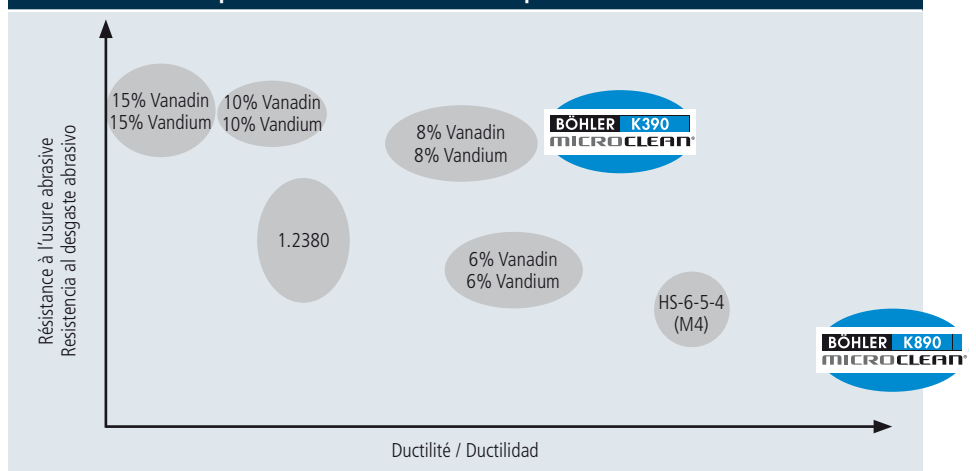 15% Vanadin
15% Vandium
10% Vanadin
10% Vandium
8% Vanadin
8% Vandium
BÖHLER K390
MICROCLEAN®
1.2380
6% Vanadin
6% Vandium
HS-6-5-4
(M4)
BÖHLER K890
MICROCLEAN®
Résistance à l'usure abrasive
Resistencia al desgaste abrasivo
Ductilité / Ductilidad